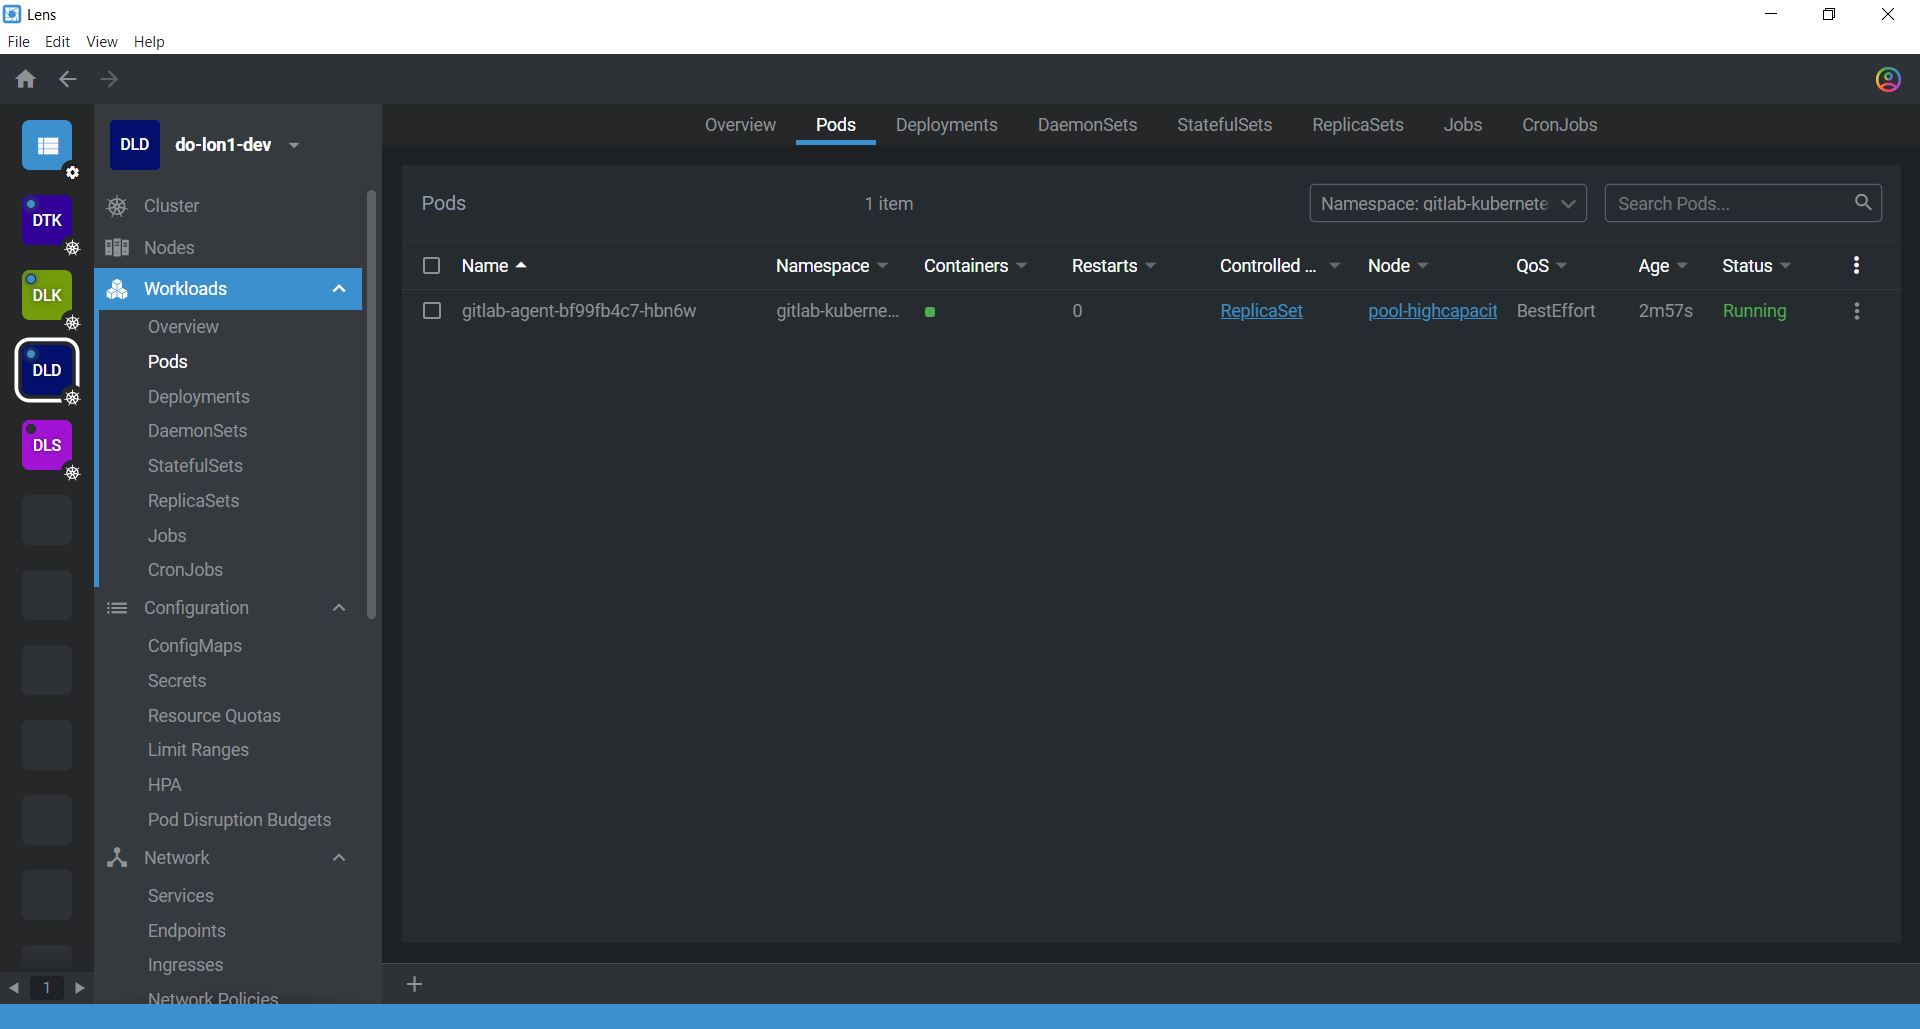 Lens
File Edit View Help
DLD do-lon1-dev
Overview Pods Deployments DaemonSets StatefulSets ReplicaSets Jobs CronJobs
DTK
DLK
DLD
DLS
1
Cluster
Nodes
Workloads
Overview
Pods
Deployments
DaemonSets
StatefulSets
ReplicaSets
Jobs
CronJobs
Configuration
ConfigMaps
Secrets
Resource Quotas
Limit Ranges
HPA
Pod Disruption Budgets
Network
Services
Endpoints
Ingresses
Network Policies
Pods 1 item Namespace: gitlab-kubernete Search Pods...
Name Namespace Containers Restarts Controlled ... Node QoS Age Status
gitlab-agent-bf99fb4c7-hbn6w gitlab-kuberne... 0 ReplicaSet pool-highcapacit BestEffort 2m57s Running